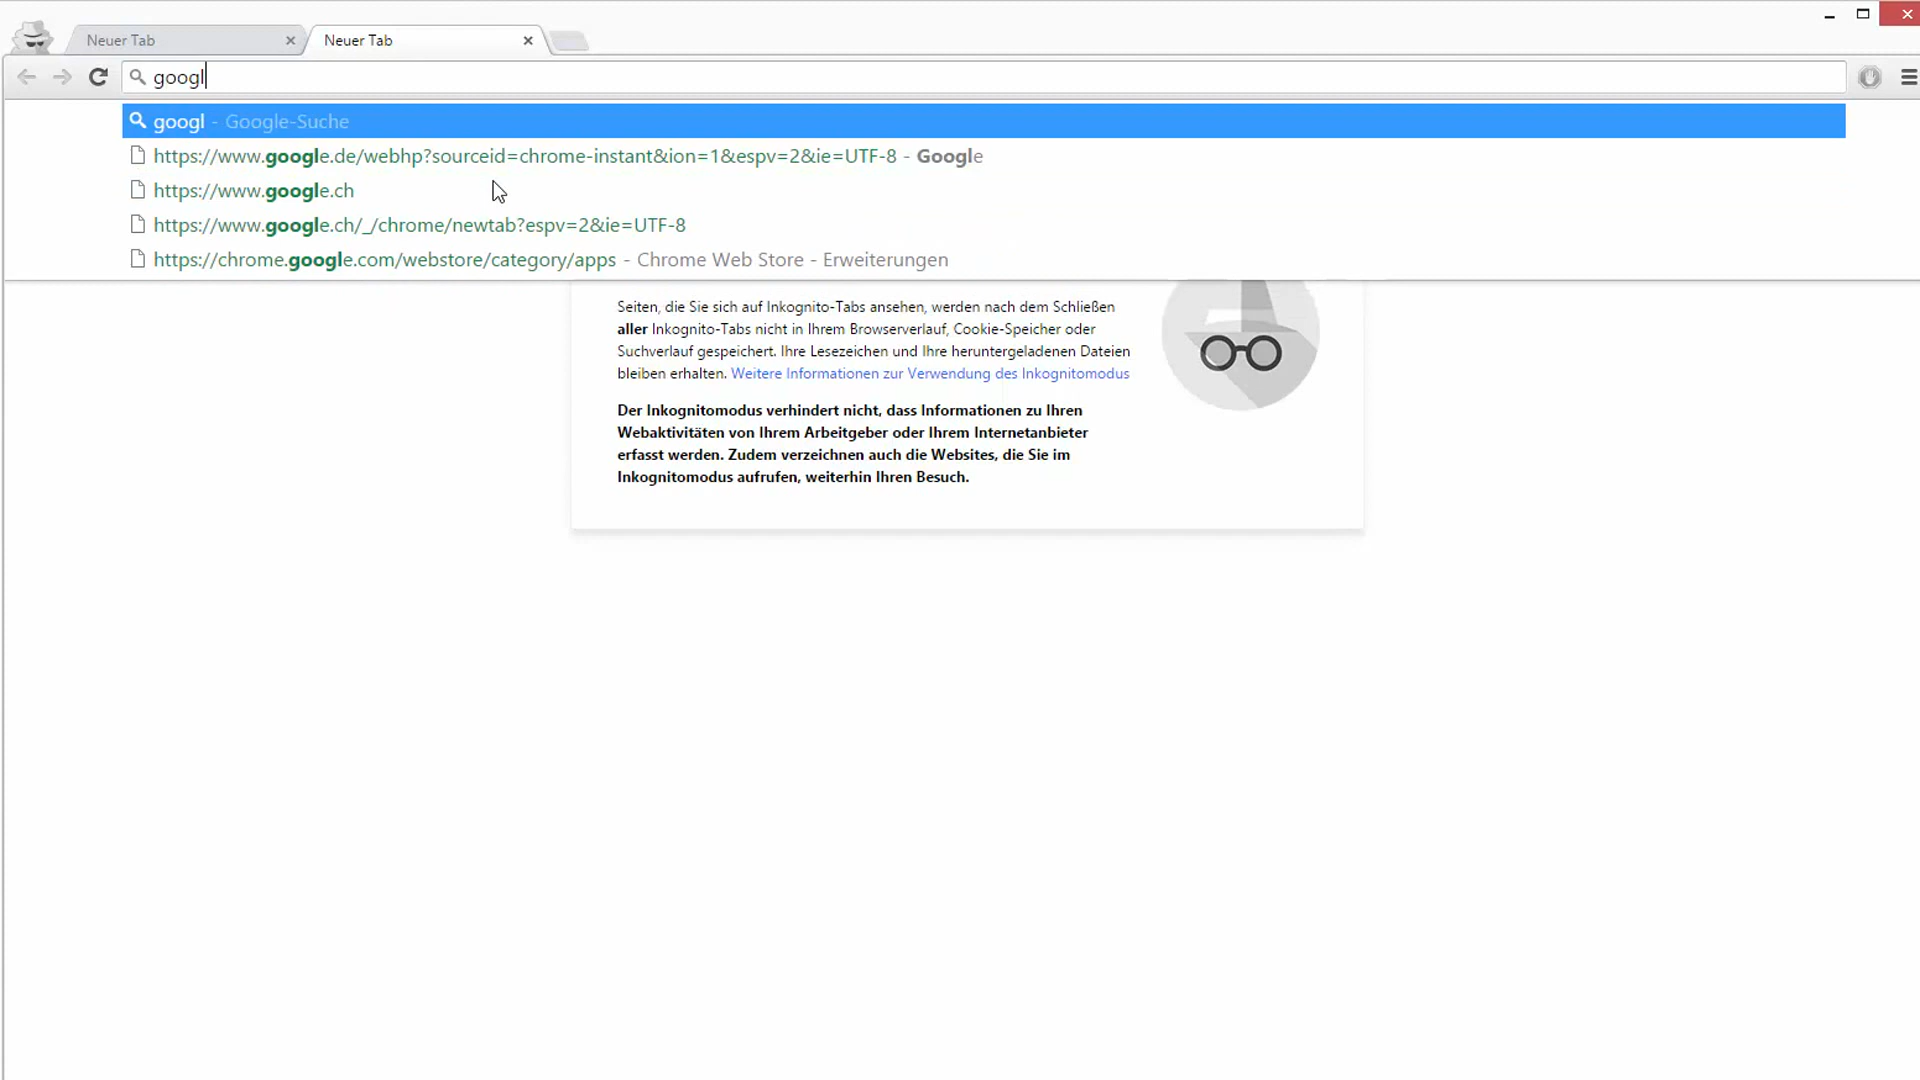 Neuer Tab
Neuer Tab
googl
googl - Google-Suche
https://www.google.de/webhp?sourceid=chrome-instant&ion=1&espv=2&ie=UTF-8 - Google
https://www.google.ch
https://www.google.ch/_/chrome/newtab?espv=2&ie=UTF-8
https://chrome.google.com/webstore/category/apps - Chrome Web Store - Erweiterungen
Seiten, die Sie sich auf Inkognito-Tabs ansehen, werden nach dem Schließen
aller Inkognito-Tabs nicht in Ihrem Browserverlauf, Cookie-Speicher oder
Suchverlauf gespeichert. Ihre Lesezeichen und Ihre heruntergeladenen Dateien
bleiben erhalten. Weitere Informationen zur Verwendung des Inkognitomodus
Der Inkognitomodus verhindert nicht, dass Informationen zu Ihren
Webaktivitäten von Ihrem Arbeitgeber oder Ihrem Internetanbieter
erfasst werden. Zudem verzeichnen auch die Websites, die Sie im
Inkognitomodus aufrufen, weiterhin Ihren Besuch.